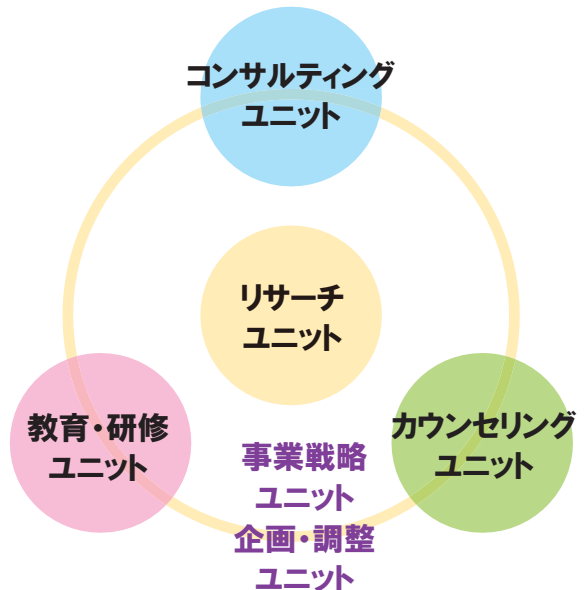 コンサルティング
ユニット
リサーチ
ユニット
教育・研修
ユニット
カウンセリング
ユニット
事業戦略
ユニット
企画・調整
ユニット